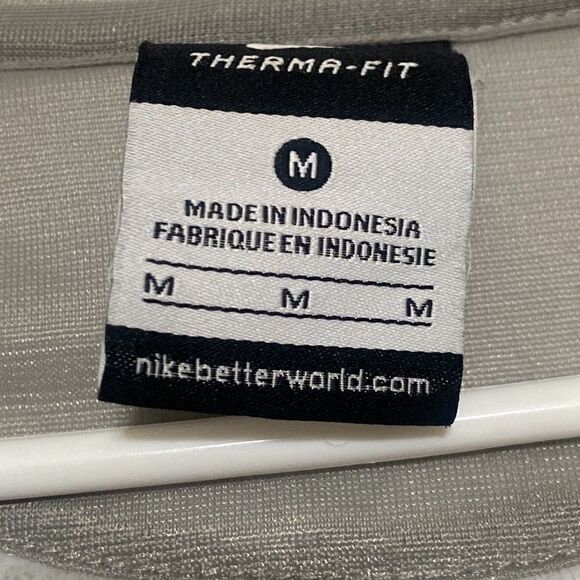 THERMA-FIT
M
MADE IN INDONESIA
FABRIQUE EN INDONESIE
M M M
nikebetterworld.com